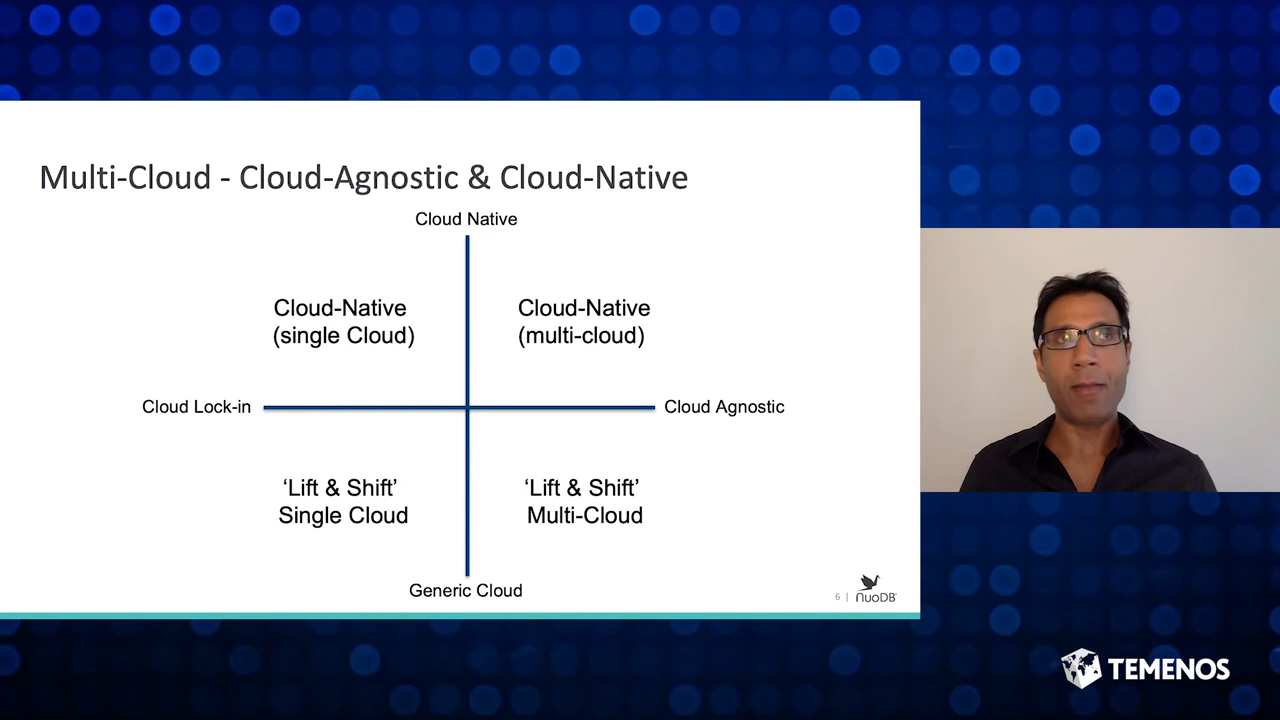 Multi-Cloud - Cloud-Agnostic & Cloud-Native
Cloud Native
Cloud-Native
(single Cloud)
Cloud-Native
(multi-cloud)
Cloud Lock-in
Cloud Agnostic
‘Lift & Shift’
Single Cloud
‘Lift & Shift’
Multi-Cloud
Generic Cloud
6 |
NuoDB
TEMENOS